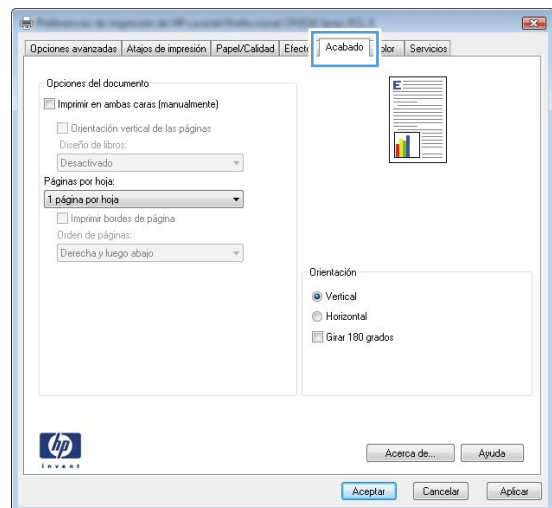 Opciones avanzadas Atajos de impresión Papel/Calidad Acabado Servicios
Opciones del documento
Imprimir en ambas caras (manualmente)
Orientación vertical de las páginas
Diseño de libros:
Desactivado
Páginas por hoja:
1 página por hoja
Imprimir bordes de página
Orden de páginas:
Derecha y luego abajo
E
Orientación
Vertical
Horizontal
Girar 180 grados
hp
invent
Acerca de... Ayuda
Aceptar Cancelar Aplicar